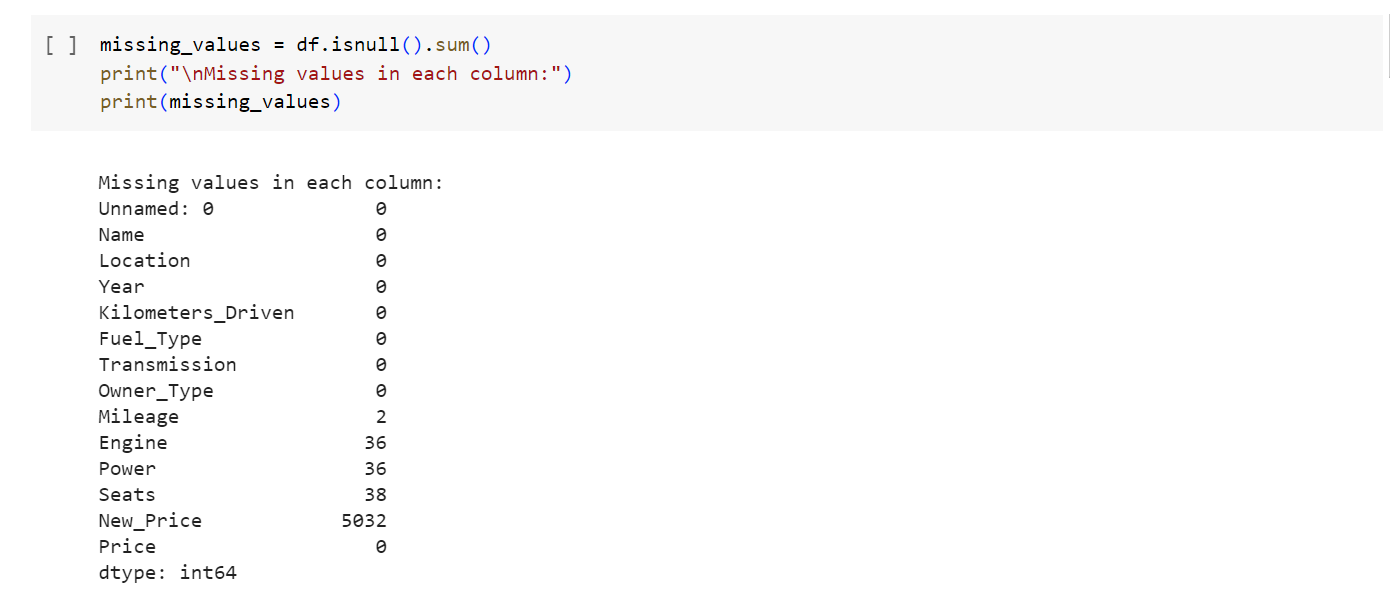 [ ] missing_values = df.isnull().sum()
print("\nMissing values in each column:")
print(missing_values)
Missing values in each column:
Unnamed: 0 0
Name 0
Location 0
Year 0
Kilometers_Driven 0
Fuel_Type 0
Transmission 0
Owner_Type 0
Mileage 2
Engine 36
Power 36
Seats 38
New_Price 5032
Price 0
dtype: int64